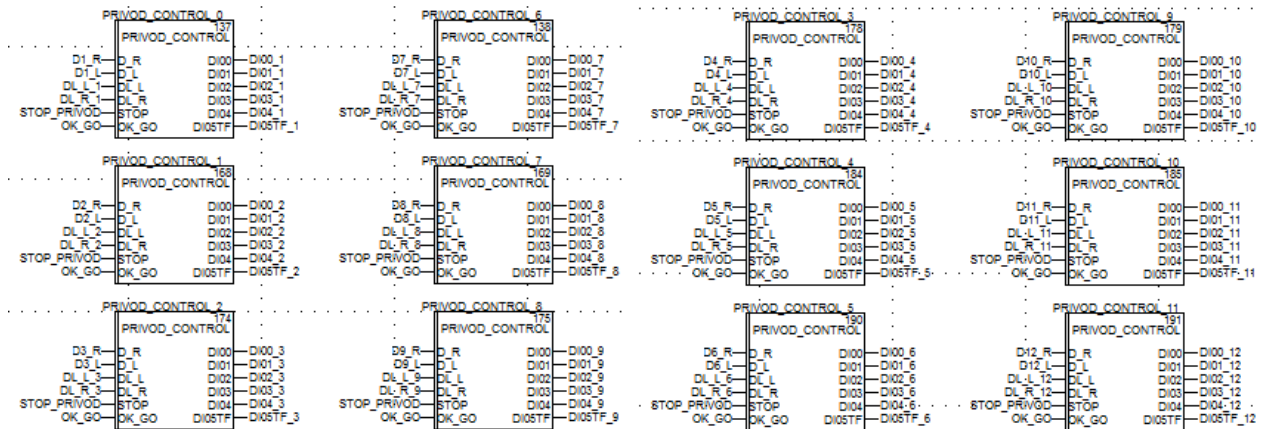 PRIVOD_CONTROL_0
137
PRIVOD_CONTROL
D1_R D_R DI00 DI00_1
D1_L D_L DI01 DI01_1
DL_L_1 DL_L DI02 DI02_1
DL_R_1 DL_R DI03 DI03_1
STOP_PRIVOD STOP DI04 DI04_1
OK_GO OK_GO DI05TF DI05TF_1
PRIVOD_CONTROL_6
138
PRIVOD_CONTROL
D7_R D_R DI00 DI00_7
D7_L D_L DI01 DI01_7
DL_L_7 DL_L DI02 DI02_7
DL_R_7 DL_R DI03 DI03_7
STOP_PRIVOD STOP DI04 DI04_7
OK_GO OK_GO DI05TF DI05TF_7
PRIVOD_CONTROL_3
178
PRIVOD_CONTROL
D4_R D_R DI00 DI00_4
D4_L D_L DI01 DI01_4
DL_L_4 DL_L DI02 DI02_4
DL_R_4 DL_R DI03 DI03_4
STOP_PRIVOD STOP DI04 DI04_4
OK_GO OK_GO DI05TF DI05TF_4
PRIVOD_CONTROL_9
179
PRIVOD_CONTROL
D10_R D_R DI00 DI00_10
D10_L D_L DI01 DI01_10
DL_L_10 DL_L DI02 DI02_10
DL_R_10 DL_R DI03 DI03_10
STOP_PRIVOD STOP DI04 DI04_10
OK_GO OK_GO DI05TF DI05TF_10
PRIVOD_CONTROL_1
168
PRIVOD_CONTROL
D2_R D_R DI00 DI00_2
D2_L D_L DI01 DI01_2
DL_L_2 DL_L DI02 DI02_2
DL_R_2 DL_R DI03 DI03_2
STOP_PRIVOD STOP DI04 DI04_2
OK_GO OK_GO DI05TF DI05TF_2
PRIVOD_CONTROL_7
169
PRIVOD_CONTROL
D8_R D_R DI00 DI00_8
D8_L D_L DI01 DI01_8
DL_L_8 DL_L DI02 DI02_8
DL_R_8 DL_R DI03 DI03_8
STOP_PRIVOD STOP DI04 DI04_8
OK_GO OK_GO DI05TF DI05TF_8
PRIVOD_CONTROL_4
184
PRIVOD_CONTROL
D5_R D_R DI00 DI00_5
D5_L D_L DI01 DI01_5
DL_L_5 DL_L DI02 DI02_5
DL_R_5 DL_R DI03 DI03_5
STOP_PRIVOD STOP DI04 DI04_5
OK_GO OK_GO DI05TF DI05TF_5
PRIVOD_CONTROL_10
185
PRIVOD_CONTROL
D11_R D_R DI00 DI00_11
D11_L D_L DI01 DI01_11
DL_L_11 DL_L DI02 DI02_11
DL_R_11 DL_R DI03 DI03_11
STOP_PRIVOD STOP DI04 DI04_11
OK_GO OK_GO DI05TF DI05TF_11
PRIVOD_CONTROL_2
174
PRIVOD_CONTROL
D3_R D_R DI00 DI00_3
D3_L D_L DI01 DI01_3
DL_L_3 DL_L DI02 DI02_3
DL_R_3 DL_R DI03 DI03_3
STOP_PRIVOD STOP DI04 DI04_3
OK_GO OK_GO DI05TF DI05TF_3
PRIVOD_CONTROL_8
175
PRIVOD_CONTROL
D9_R D_R DI00 DI00_9
D9_L D_L DI01 DI01_9
DL_L_9 DL_L DI02 DI02_9
DL_R_9 DL_R DI03 DI03_9
STOP_PRIVOD STOP DI04 DI04_9
OK_GO OK_GO DI05TF DI05TF_9
PRIVOD_CONTROL_5
190
PRIVOD_CONTROL
D6_R D_R DI00 DI00_6
D6_L D_L DI01 DI01_6
DL_L_6 DL_L DI02 DI02_6
DL_R_6 DL_R DI03 DI03_6
STOP_PRIVOD STOP DI04 DI04_6
OK_GO OK_GO DI05TF DI05TF_6
PRIVOD_CONTROL_11
191
PRIVOD_CONTROL
D12_R D_R DI00 DI00_12
D12_L D_L DI01 DI01_12
DL_L_12 DL_L DI02 DI02_12
DL_R_12 DL_R DI03 DI03_12
STOP_PRIVOD STOP DI04 DI04_12
OK_GO OK_GO DI05TF DI05TF_12